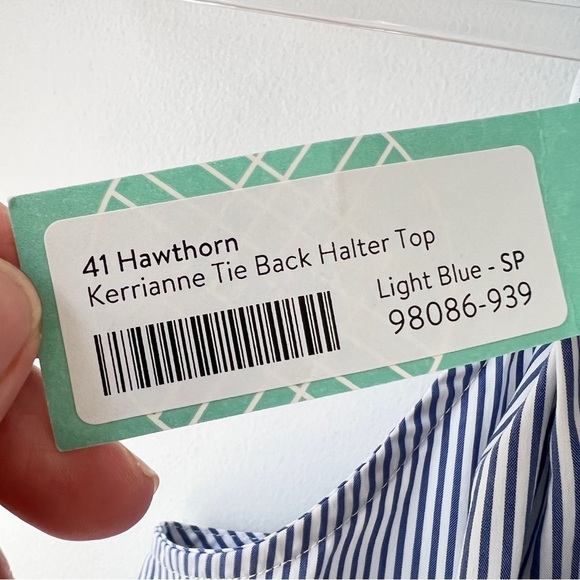 41 Hawthorn
Kerrianne Tie Back Halter Top
Light Blue - SP
98086-939